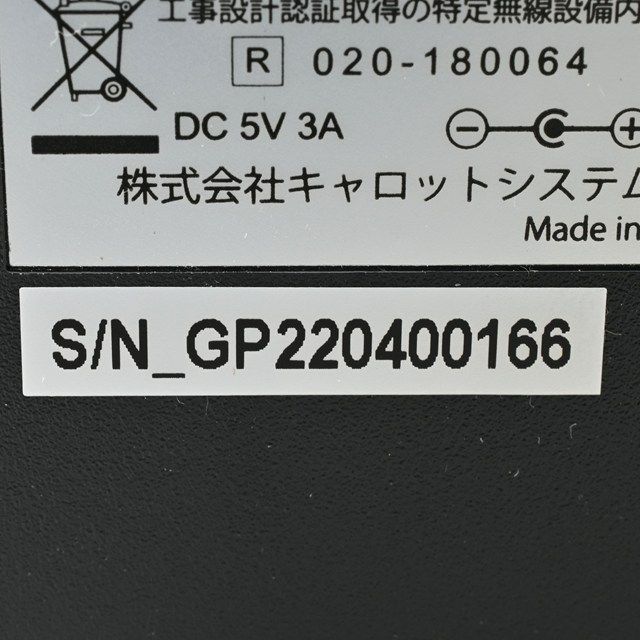 工事設計認証取得の特定無線設備内
R 020-180064
DC 5V 3A
株式会社キャロットシステム
Made in
S/N_GP220400166